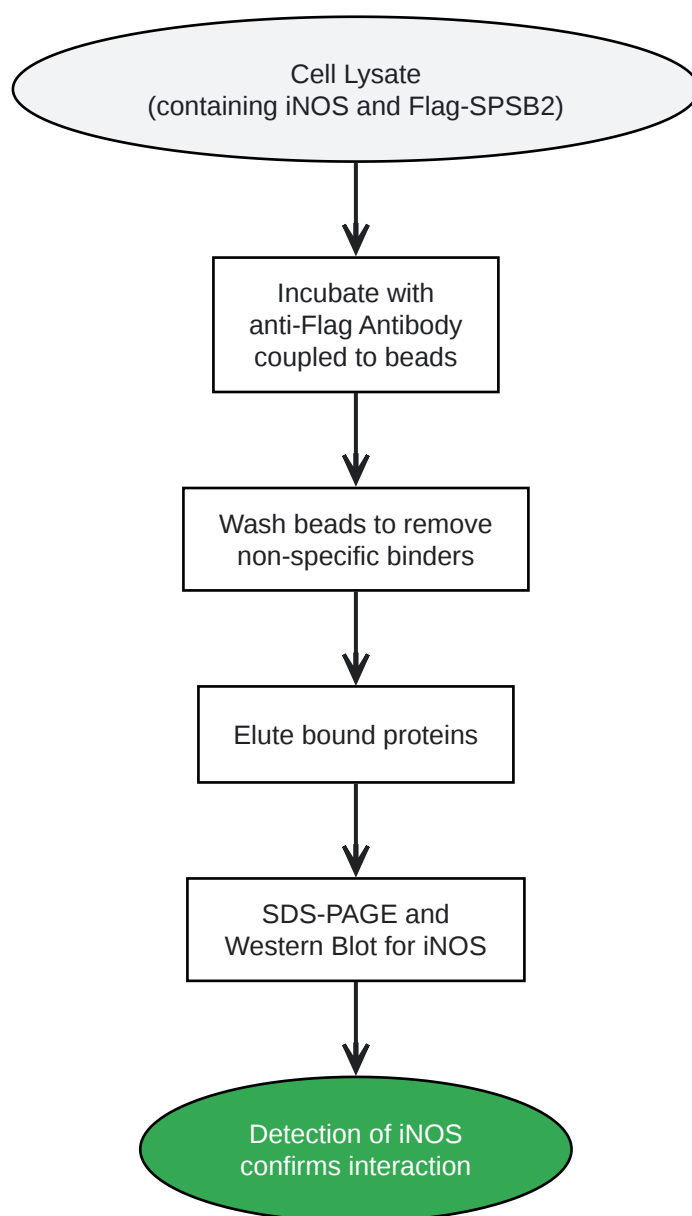 Cell Lysate
(containing iNOS and Flag-SPSB2)
Incubate with
anti-Flag Antibody
coupled to beads
Wash beads to remove
non-specific binders
Elute bound proteins
SDS-PAGE and
Western Blot for iNOS
Detection of iNOS
confirms interaction